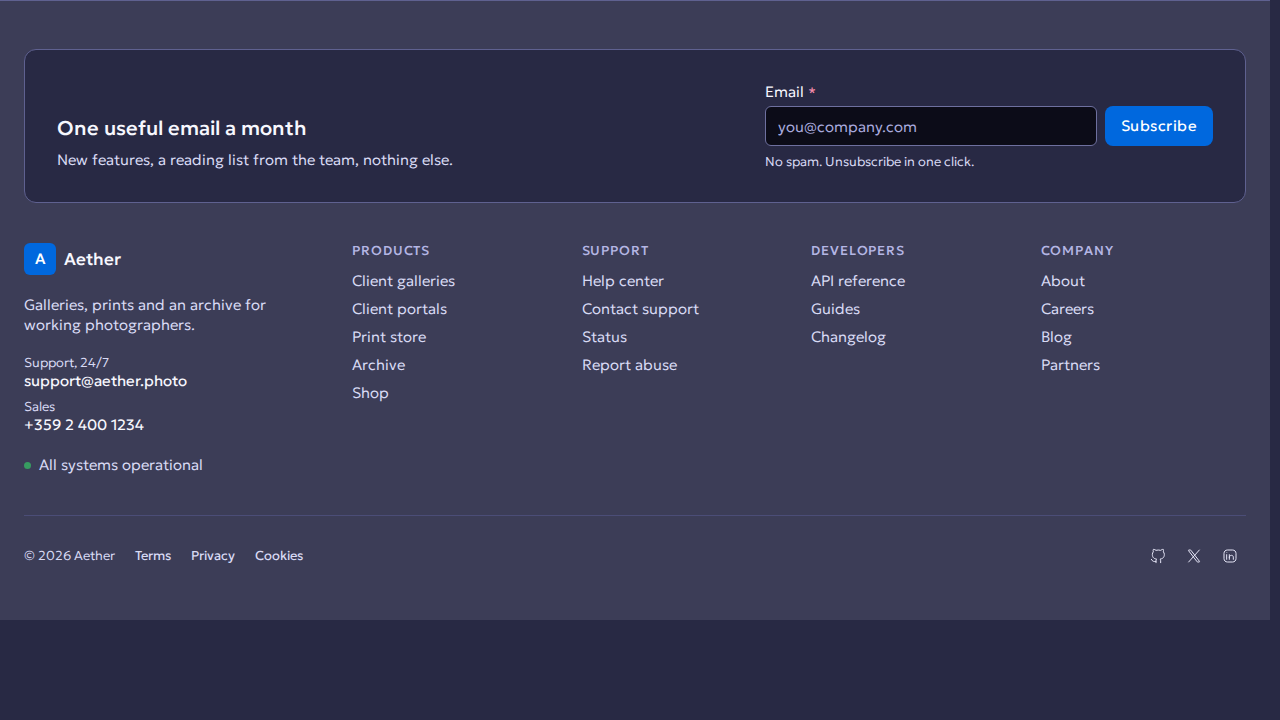 One useful email a month
New features, a reading list from the team, nothing else.
Email *
you@company.com
Subscribe
No spam. Unsubscribe in one click.
A
Aether
Galleries, prints and an archive for
working photographers.
Support, 24/7
support@aether.photo
Sales
+359 2 400 1234
All systems operational
PRODUCTS
Client galleries
Client portals
Print store
Archive
Shop
SUPPORT
Help center
Contact support
Status
Report abuse
DEVELOPERS
API reference
Guides
Changelog
COMPANY
About
Careers
Blog
Partners
© 2026 Aether
Terms
Privacy
Cookies